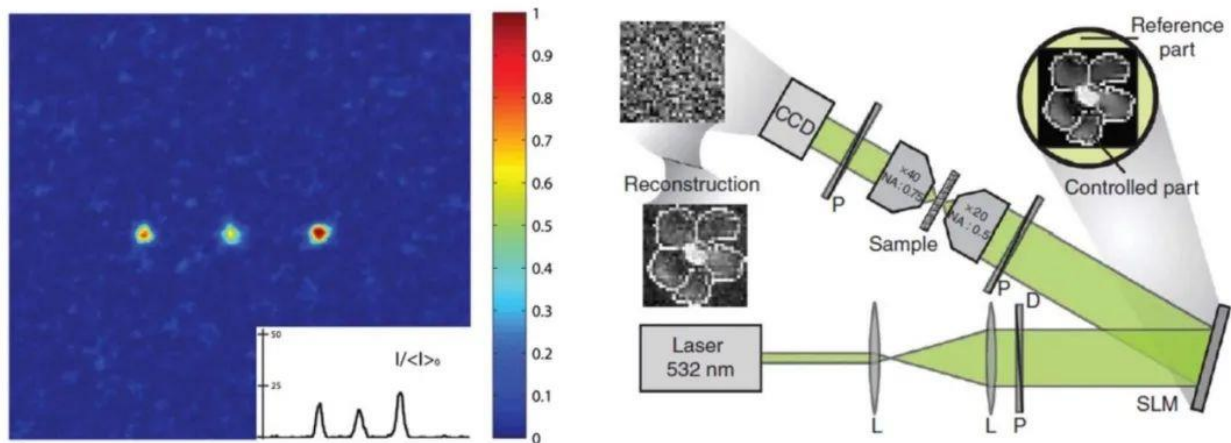 1
0.9
0.8
0.7
0.6
0.5
0.4
0.3
0.2
0.1
0
50
25
I/<I>₀
Reference
part
CCD
P
×40
NA:0.75
Reconstruction
Controlled part
Sample
×20
NA:0.5
P
D
Laser
532 nm
L
L
P
SLM